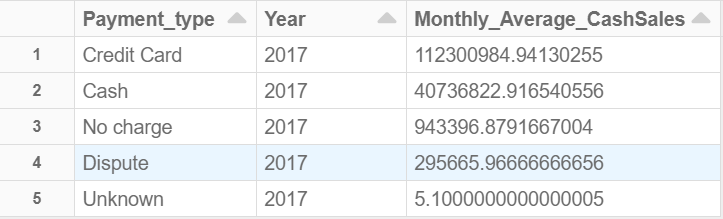 Payment_type Year Monthly_Average_CashSales
1 Credit Card 2017 112300984.94130255
2 Cash 2017 40736822.916540556
3 No charge 2017 943396.8791667004
4 Dispute 2017 295665.96666666656
5 Unknown 2017 5.1000000000000005